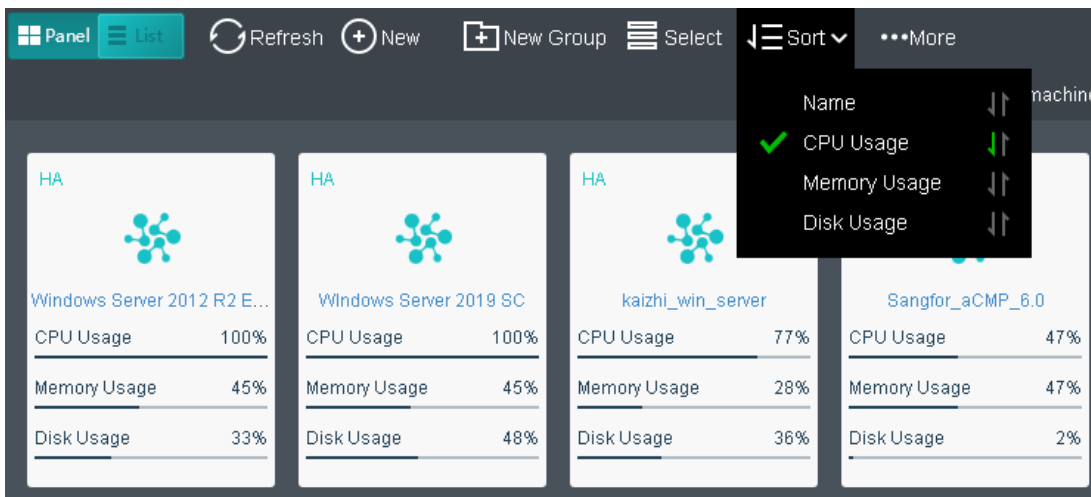 Panel List Refresh New New Group Select Sort •••More
Name
machin
CPU Usage
Memory Usage
Disk Usage
HA HA HA
Windows Server 2012 R2 E... WIndows Server 2019 SC kaizhi_win_server Sangfor_aCMP_6.0
CPU Usage 100% CPU Usage 100% CPU Usage 77% CPU Usage 47%
Memory Usage 45% Memory Usage 45% Memory Usage 28% Memory Usage 47%
Disk Usage 33% Disk Usage 48% Disk Usage 36% Disk Usage 2%